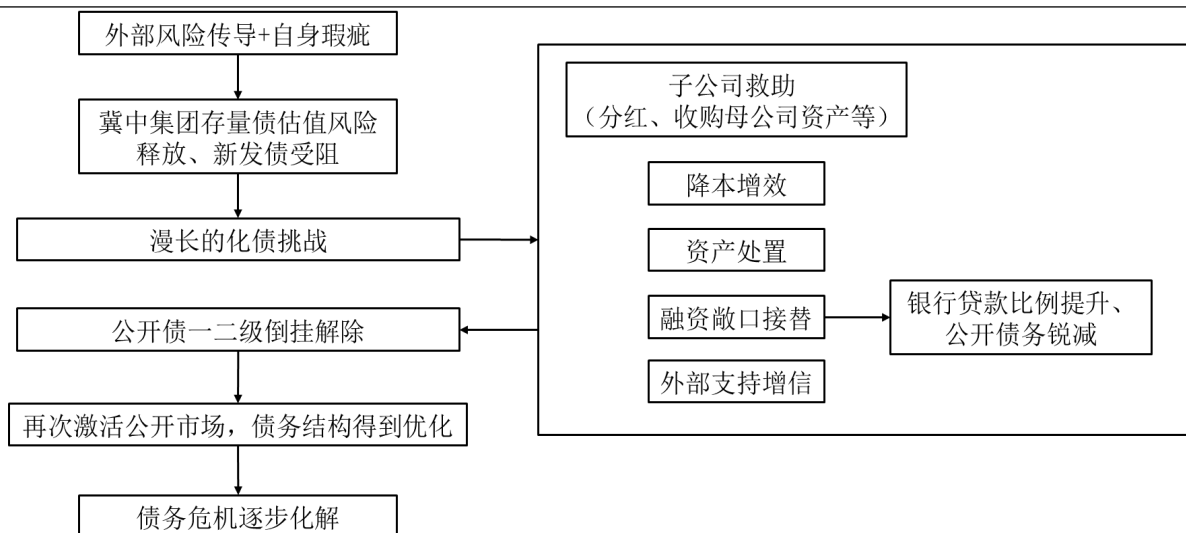 外部风险传导+自身瑕疵
冀中集团存量债估值风险
释放、新发债受阻
漫长的化债挑战
子公司救助
（分红、收购母公司资产等）
降本增效
资产处置
融资敞口接替
外部支持增信
银行贷款比例提升、
公开债务锐减
公开债一二级倒挂解除
再次激活公开市场，债务结构得到优化
债务危机逐步化解